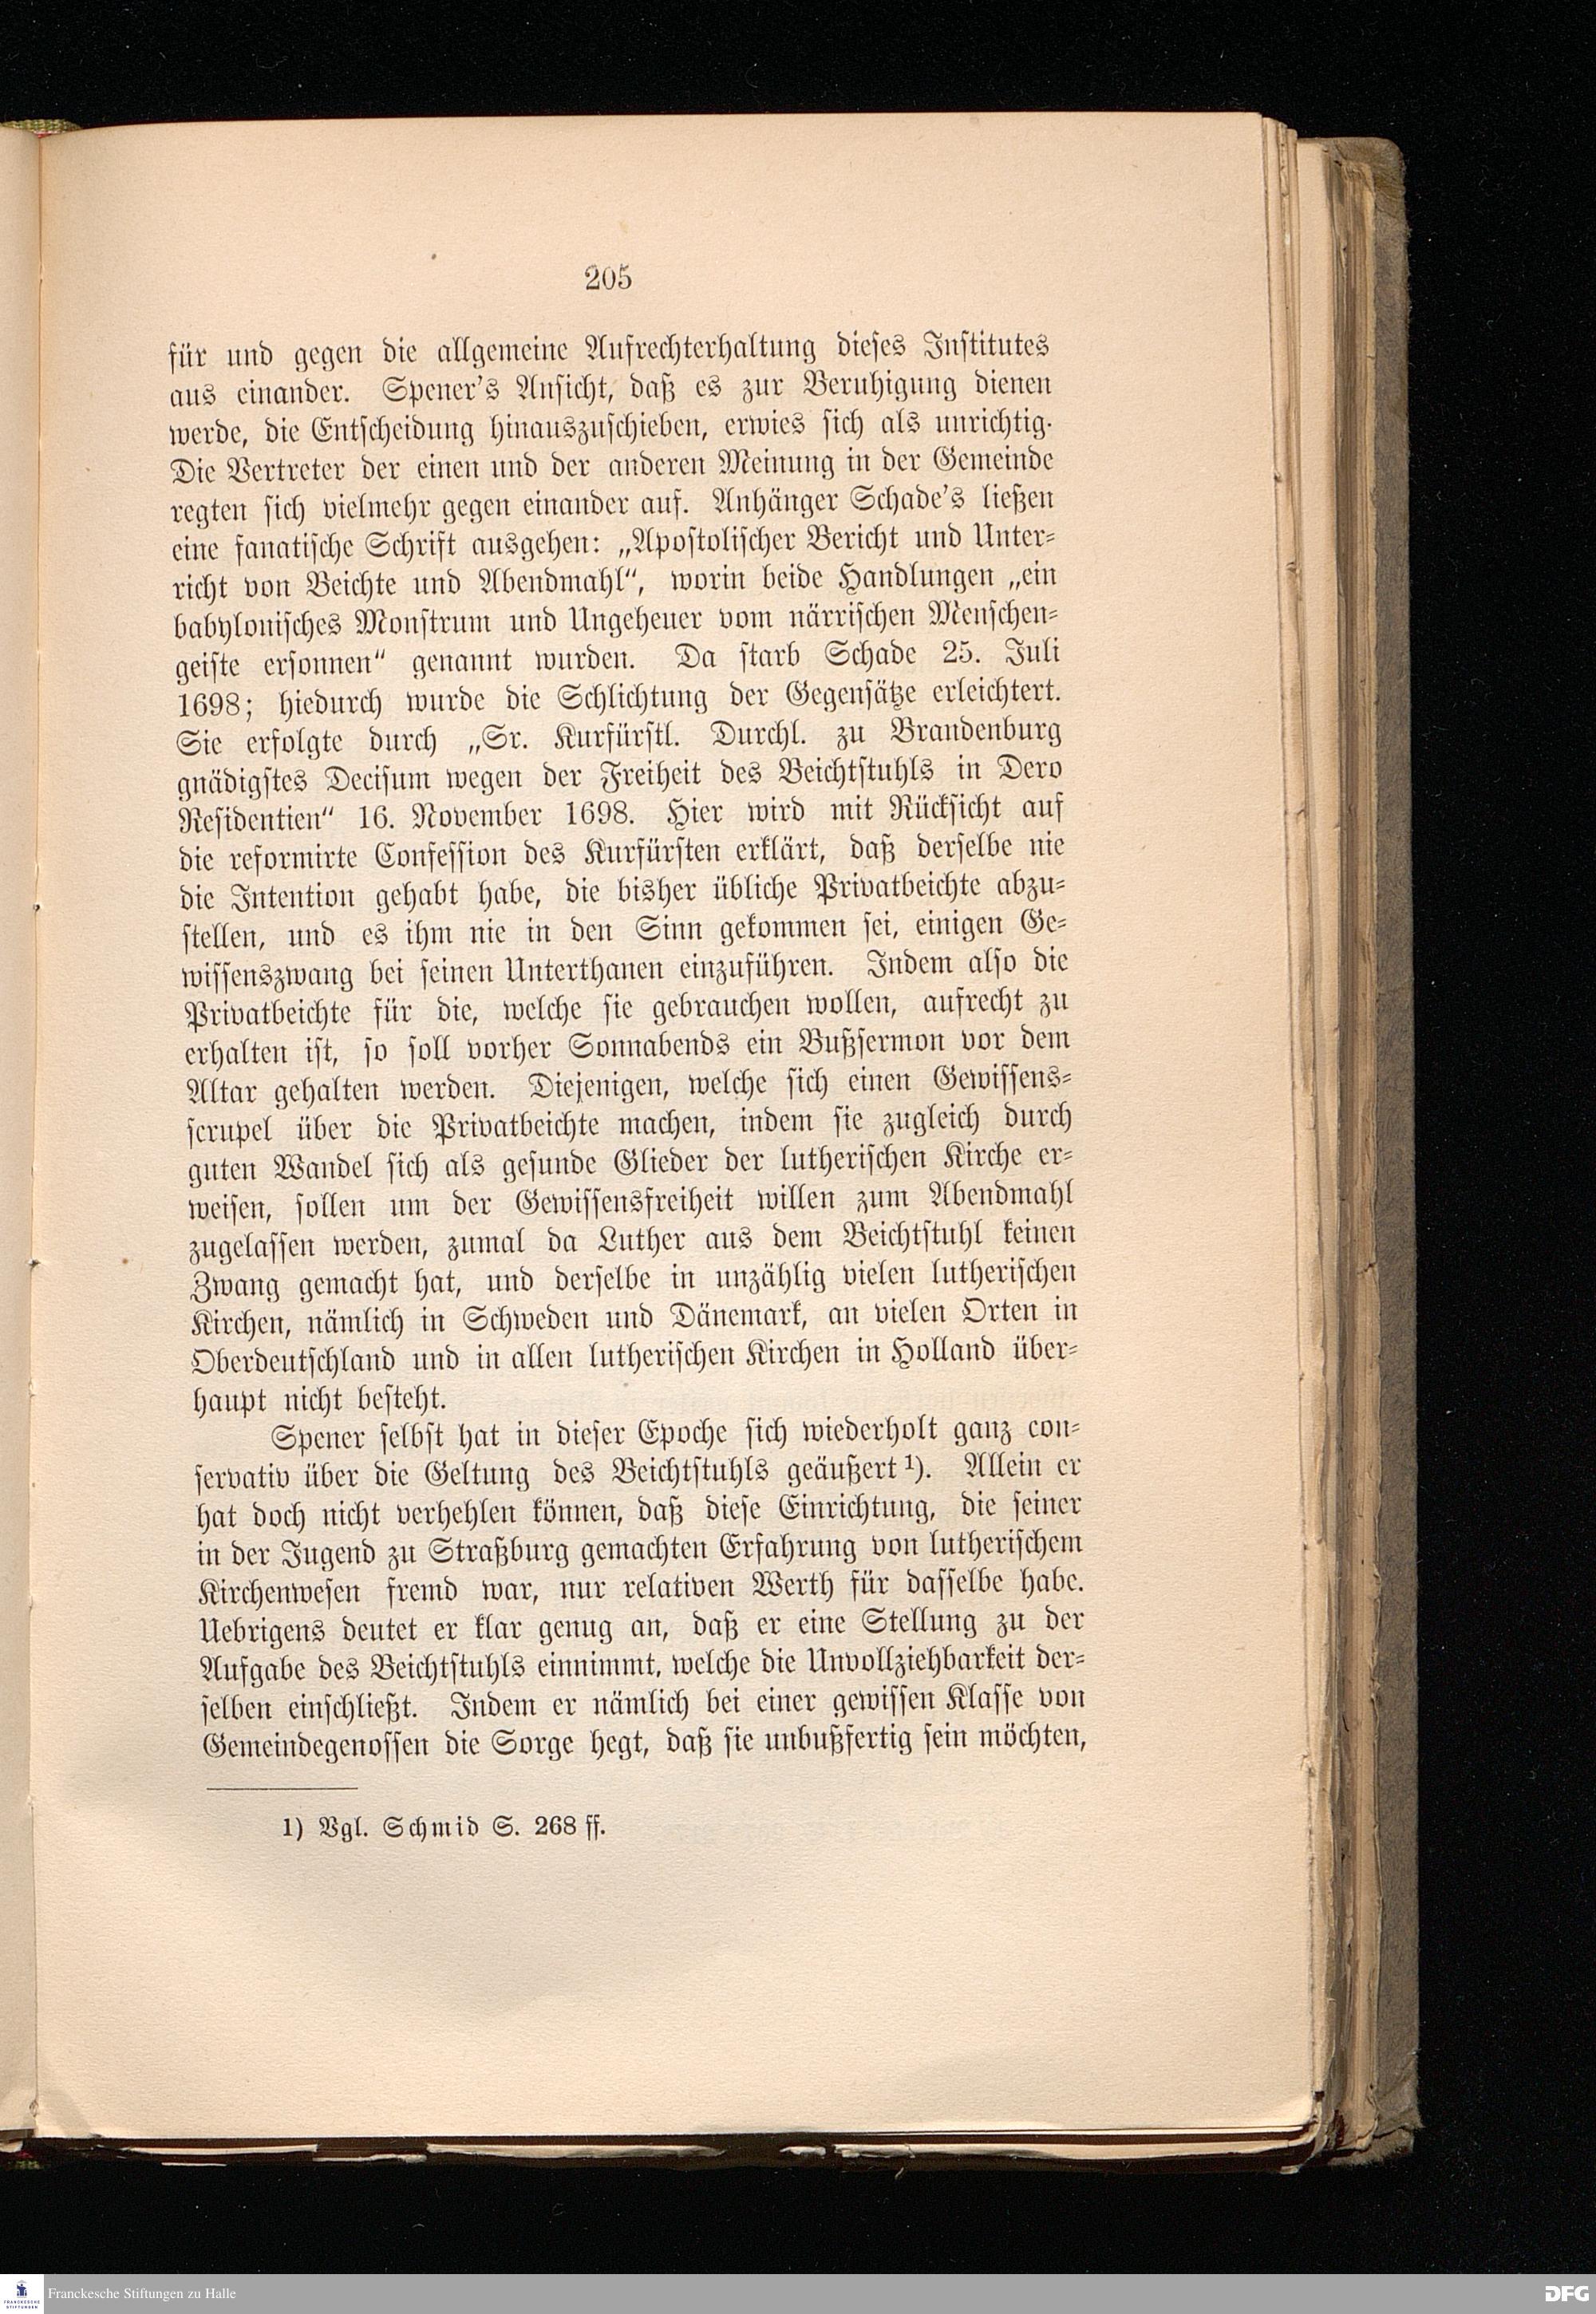 205
für und gegen die allgemeine Aufrechterhaltung dieses Institutes
aus einander. Spener's Ansicht, daß es zur Beruhigung dienen
werde, die Entscheidung hinauszuschieben, erwies sich als unrichtig.
Die Vertreter der einen und der anderen Meinung in der Gemeinde
regten sich vielmehr gegen einander auf. Anhänger Schade's ließen
eine fanatische Schrift ausgehen: „Apostolischer Bericht und Unter-
richt von Beichte und Abendmahl“, worin beide Handlungen „ein
babylonisches Monstrum und Ungeheuer vom närrischen Menschen-
geiste ersonnen“ genannt wurden. Da starb Schade 25. Juli
1698; hiedurch wurde die Schlichtung der Gegensätze erleichtert.
Sie erfolgte durch „Sr. Kurfürstl. Durchl. zu Brandenburg
gnädigstes Decisum wegen der Freiheit des Beichtstuhls in Dero
Residentien“ 16. November 1698. Hier wird mit Rücksicht auf
die reformirte Confession des Kurfürsten erklärt, daß derselbe nie
die Intention gehabt habe, die bisher übliche Privatbeichte abzu-
stellen, und es ihm nie in den Sinn gekommen sei, einigen Ge-
wissenszwang bei seinen Unterthanen einzuführen. Indem also die
Privatbeichte für die, welche sie gebrauchen wollen, aufrecht zu
erhalten ist, so soll vorher Sonnabends ein Bußsermon vor dem
Altar gehalten werden. Diejenigen, welche sich einen Gewissens-
scrupel über die Privatbeichte machen, indem sie zugleich durch
guten Wandel sich als gesunde Glieder der lutherischen Kirche er-
weisen, sollen um der Gewissensfreiheit willen zum Abendmahl
zugelassen werden, zumal da Luther aus dem Beichtstuhl keinen
Zwang gemacht hat, und derselbe in unzählig vielen lutherischen
Kirchen, nämlich in Schweden und Dänemark, an vielen Orten in
Oberdeutschland und in allen lutherischen Kirchen in Holland über-
haupt nicht besteht.
Spener selbst hat in dieser Epoche sich wiederholt ganz con-
servativ über die Geltung des Beichtstuhls geäußert ¹). Allein er
hat doch nicht verhehlen können, daß diese Einrichtung, die seiner
in der Jugend zu Straßburg gemachten Erfahrung von lutherischem
Kirchenwesen fremd war, nur relativen Werth für dasselbe habe.
Uebrigens deutet er klar genug an, daß er eine Stellung zu der
Aufgabe des Beichtstuhls einnimmt, welche die Unvollziehbarkeit der-
selben einschließt. Indem er nämlich bei einer gewissen Klasse von
Gemeindegenossen die Sorge hegt, daß sie unbußfertig sein möchten,
1) Vgl. Schmid S. 268 ff.
FRANCKESCHE
STIFTUNGEN
Franckesche Stiftungen zu Halle
DFG